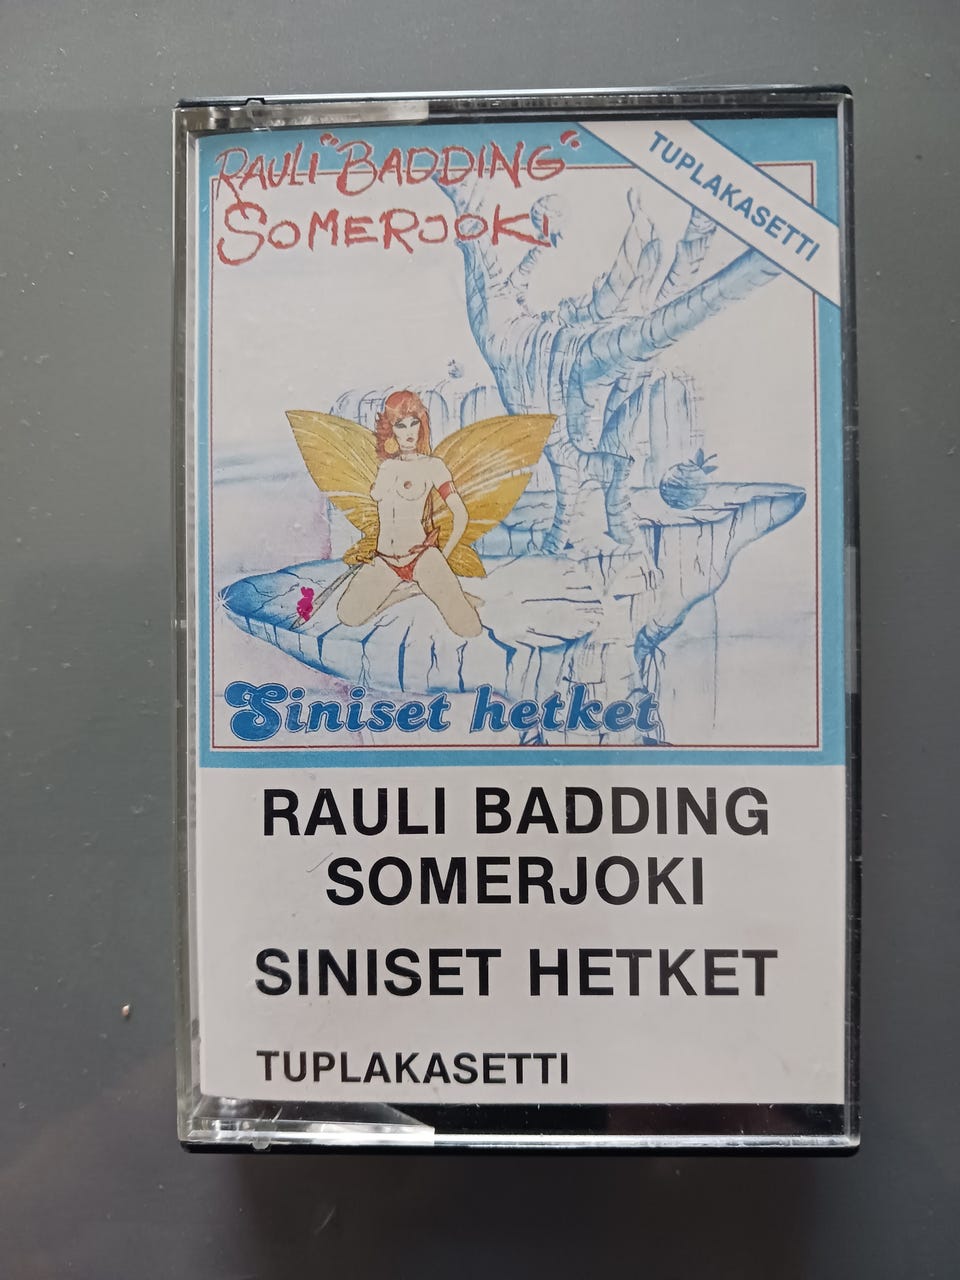 RAULI "BADDING"
SOMERJOKI
TUPLAKASETTI
Siniset hetket
RAULI BADDING
SOMERJOKI
SINISET HETKET
TUPLAKASETTI